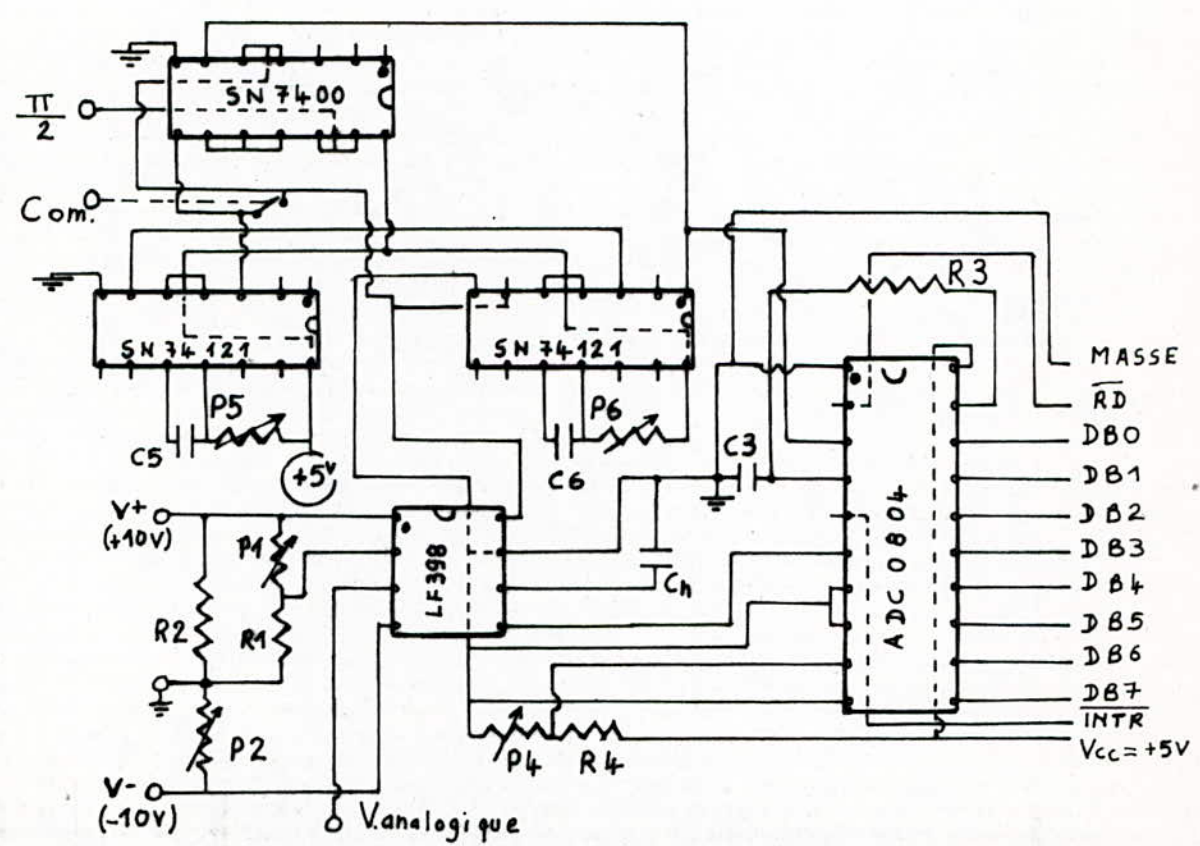 SN 7400
π/2
Com.
SN 74121
SN 74121
R3
MASSE
RD
DB0
DB1
DB2
DB3
DB4
DB5
DB6
DB7
INTR
Vcc = +5V
P5
C5
+5V
P6
C6
C3
V+
(+10V)
P1
R2
R1
LF398
Ch
ADC 0804
P2
P4
R4
V-
(-10V)
V.analogique